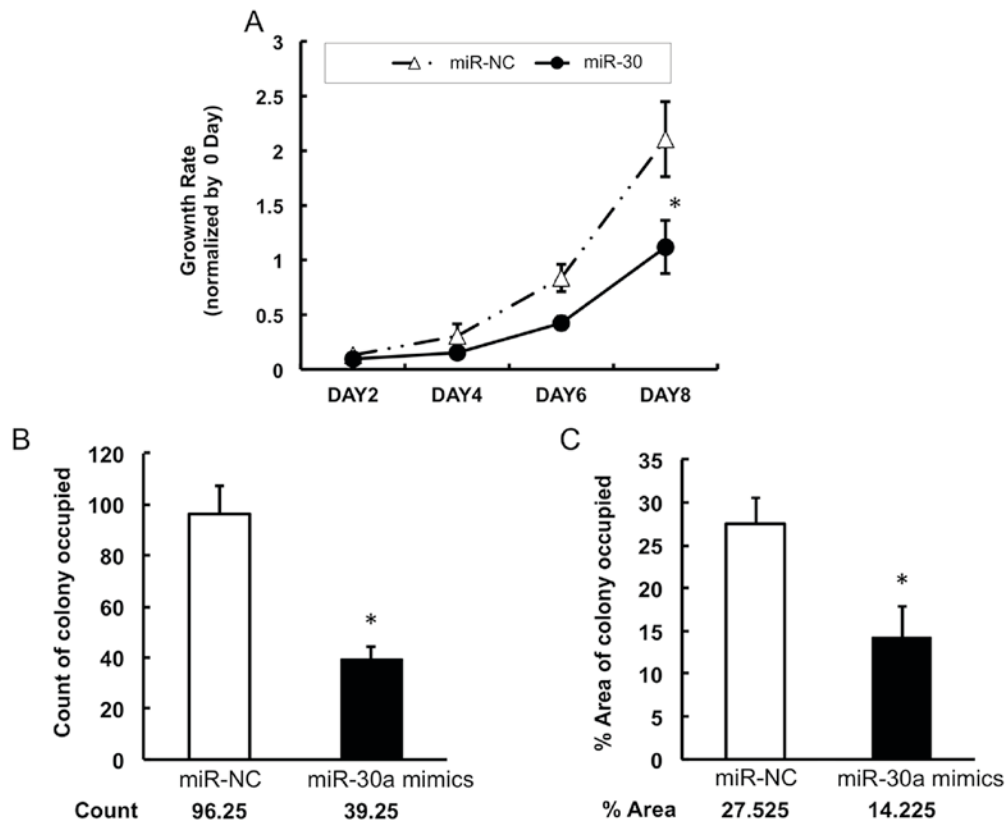 A
miR-NC miR-30
3
2.5
2
1.5
1
0.5
0
Grownth Rate
(normalized by 0 Day)
*
DAY2 DAY4 DAY6 DAY8
B
Count of colony occupied
120
100
80
60
40
20
0
*
miR-NC miR-30a mimics
Count 96.25 39.25
C
% Area of colony occupied
35
30
25
20
15
10
5
0
*
miR-NC miR-30a mimics
% Area 27.525 14.225